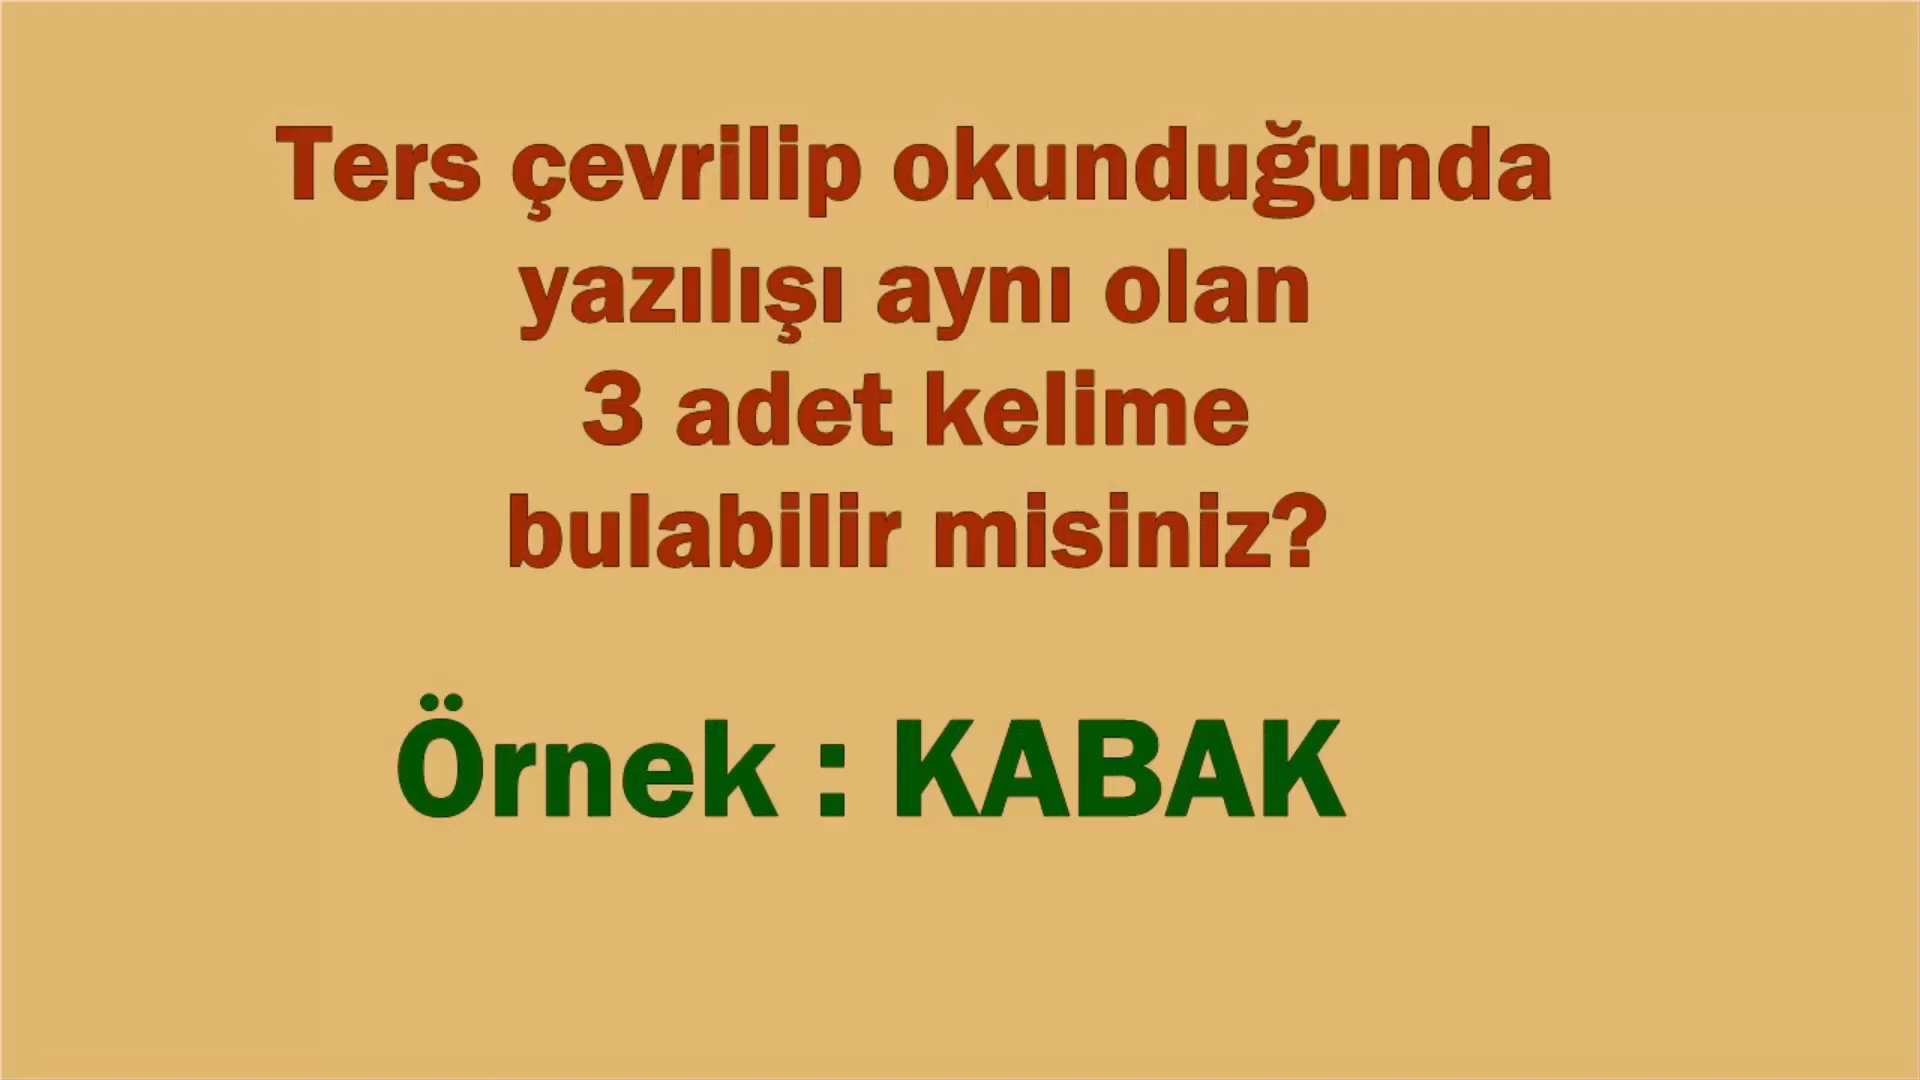 Ters çevrilip okunduğunda
yazılışı aynı olan
3 adet kelime
bulabilir misiniz?
Örnek : KABAK